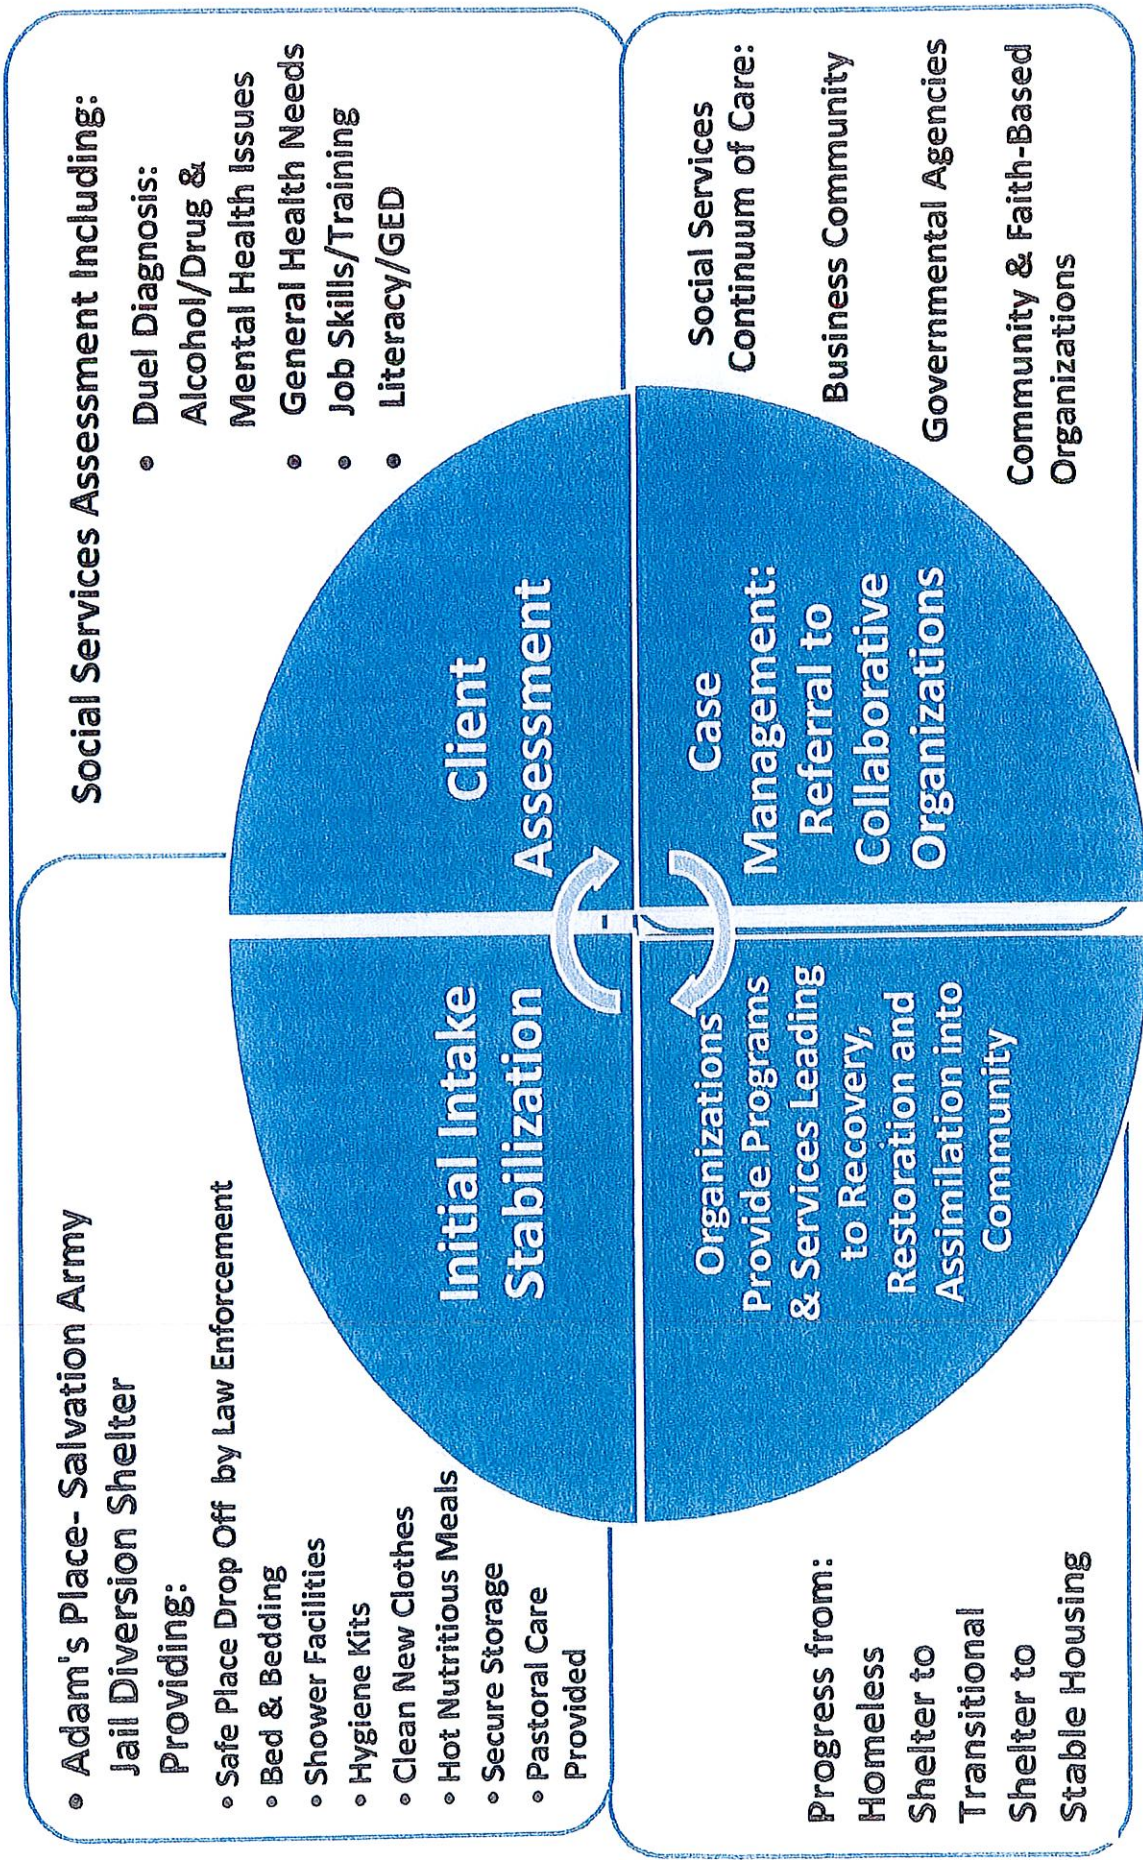 • Adam's Place- Salvation Army
Jail Diversion Shelter
Providing:
• Safe Place Drop Off by Law Enforcement
• Bed & Bedding
• Shower Facilities
• Hygiene Kits
• Clean New Clothes
• Hot Nutritious Meals
• Secure Storage
• Pastoral Care
Provided
Social Services Assessment Including:
• Duel Diagnosis:
Alcohol/Drug &
Mental Health Issues
• General Health Needs
• Job Skills/Training
• Literacy/GED
Initial Intake
Stabilization
Client
Assessment
Organizations
Provide Programs
& Services Leading
to Recovery,
Restoration and
Assimilation into
Community
Case
Management:
Referral to
Collaborative
Organizations
Progress from:
Homeless
Shelter to
Transitional
Shelter to
Stable Housing
Social Services
Continuum of Care:
Business Community
Governmental Agencies
Community & Faith-Based
Organizations